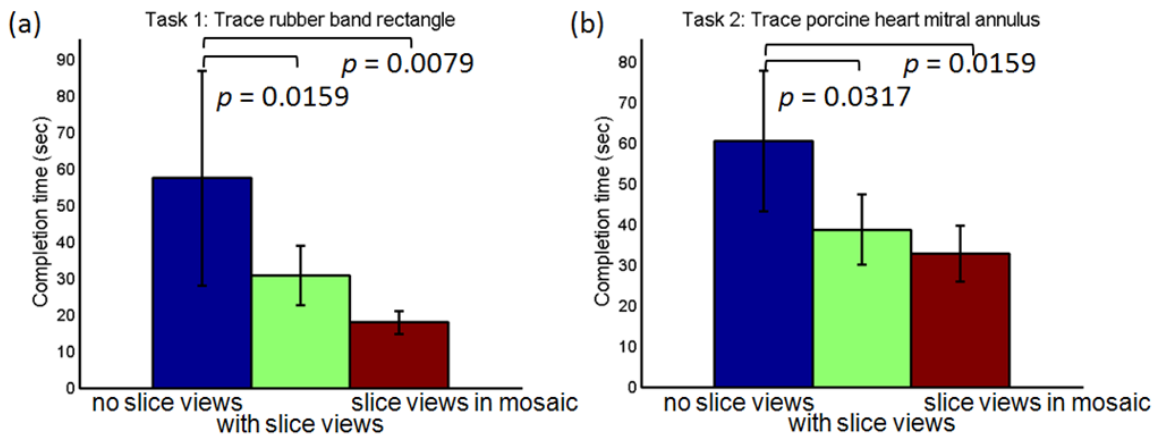 (a)
Task 1: Trace rubber band rectangle
p = 0.0079
p = 0.0159
Completion time (sec)
90
80
70
60
50
40
30
20
10
0
no slice views
slice views in mosaic
with slice views
(b)
Task 2: Trace porcine heart mitral annulus
p = 0.0159
p = 0.0317
Completion time (sec)
80
70
60
50
40
30
20
10
0
no slice views
slice views in mosaic
with slice views